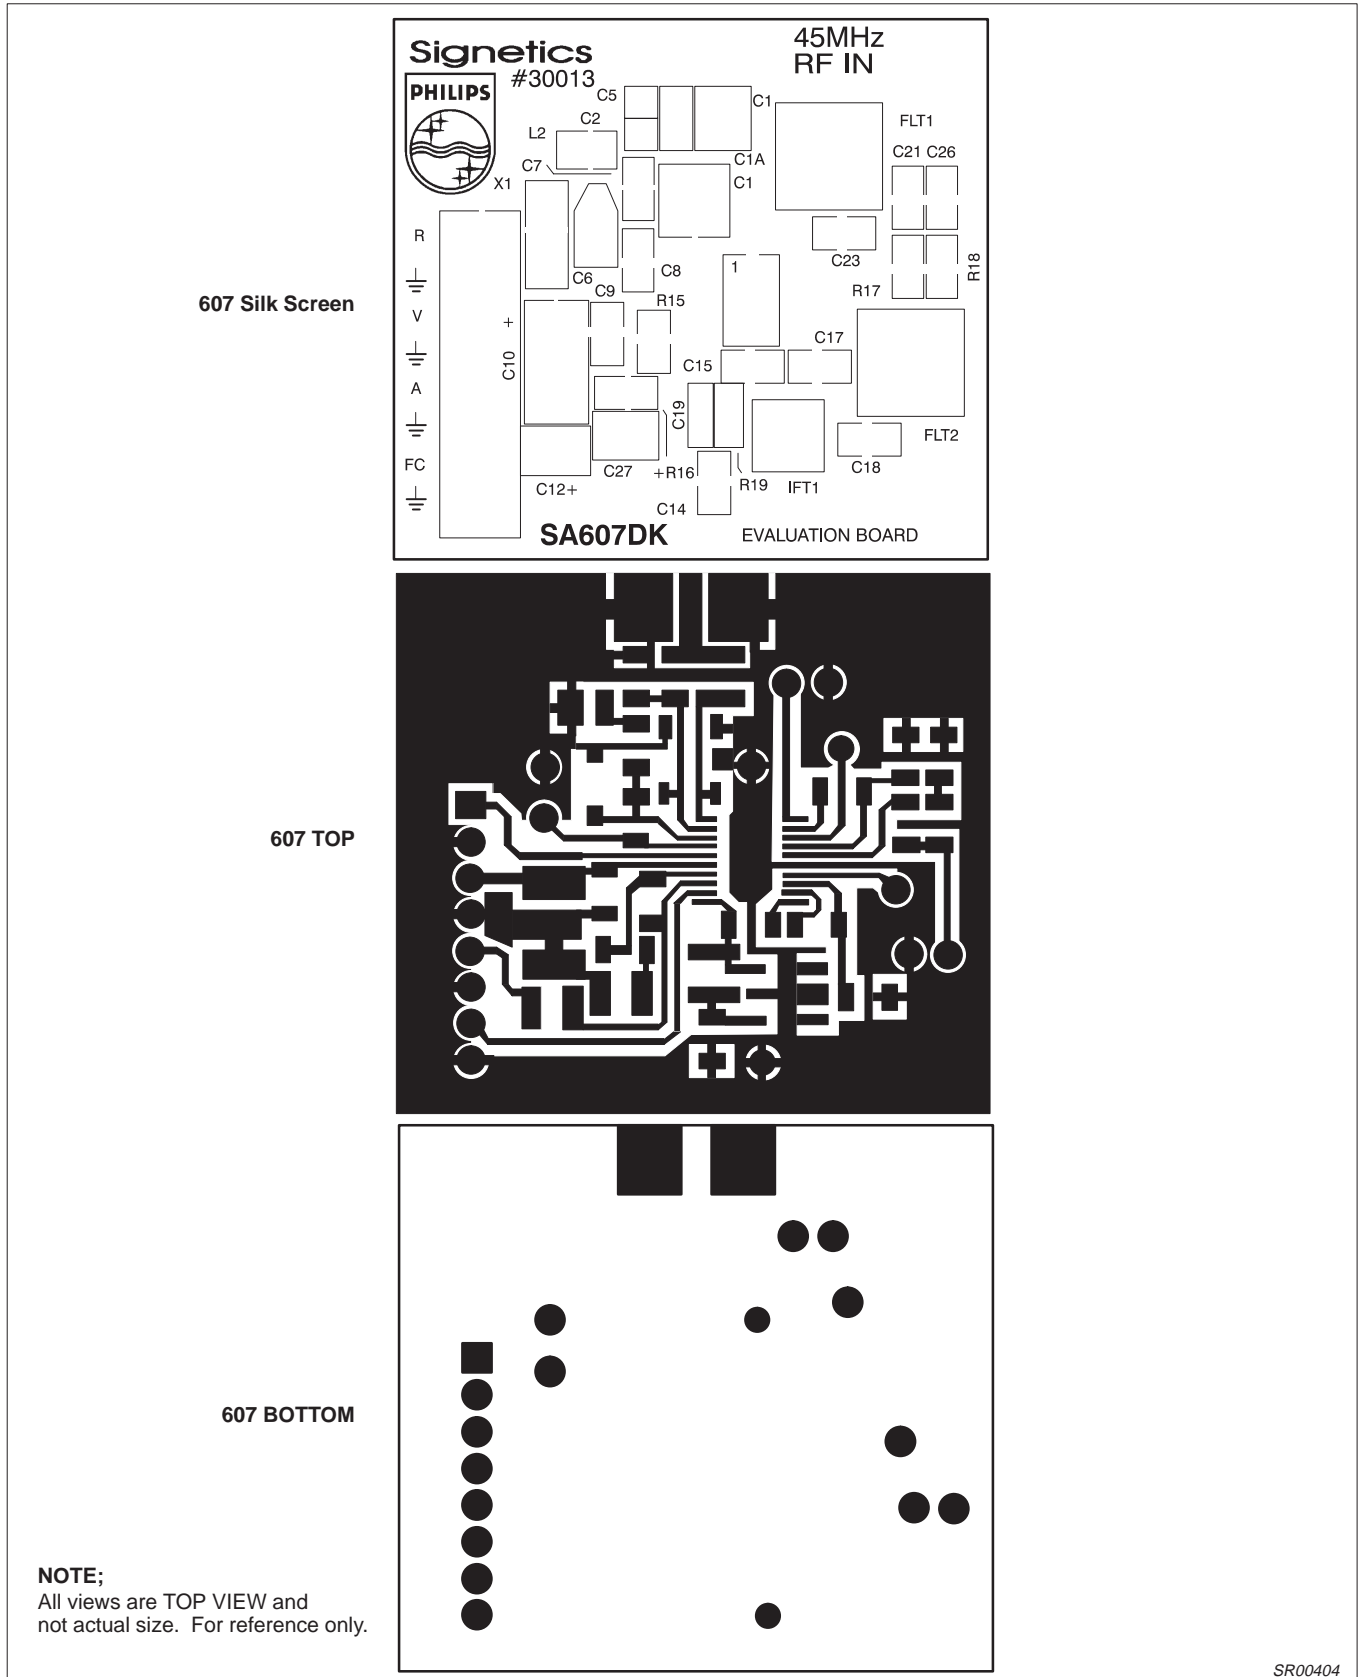 Signetics
#30013
PHILIPS
45MHz
RF IN
C5
C1
C2
L2
C7
C1A
C1
X1
FLT1
C21 C26
C23
R17
R18
R
V
A
FC
607 Silk Screen
C6
C8
C9
R15
1
+
C10
C15
C17
C19
FLT2
C18
C27
+R16
R19
IFT1
C12+
C14
SA607DK
EVALUATION BOARD
607 TOP
607 BOTTOM
NOTE;
All views are TOP VIEW and
not actual size. For reference only.
SR00404